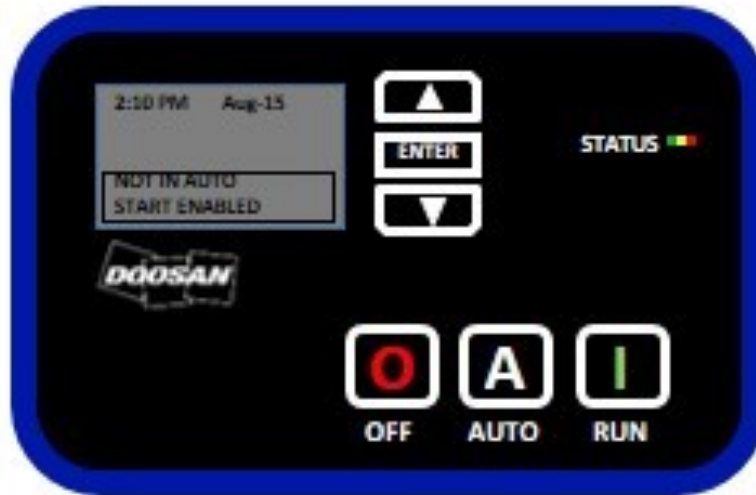 2:10 PM Aug-15
NOT IN AUTO
START ENABLED
ENTER
STATUS
DOOSAN
O A I
OFF AUTO RUN